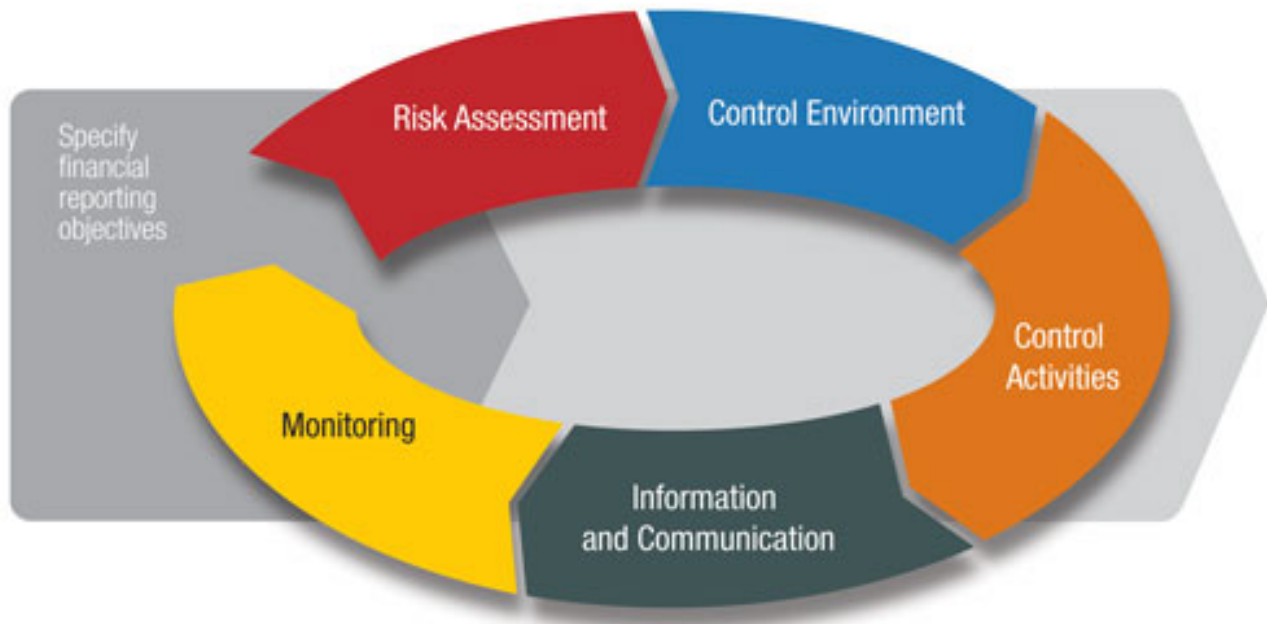 Specify
financial
reporting
objectives
Risk Assessment
Control Environment
Control
Activities
Information
and Communication
Monitoring